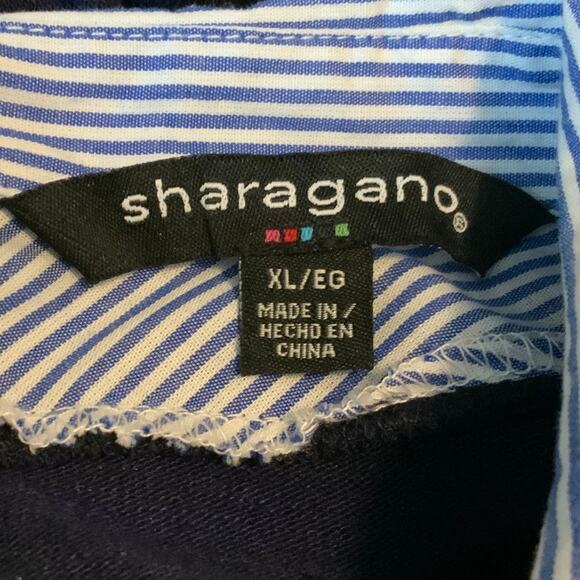 sharagano®
XL/EG
MADE IN /
HECHO EN
CHINA